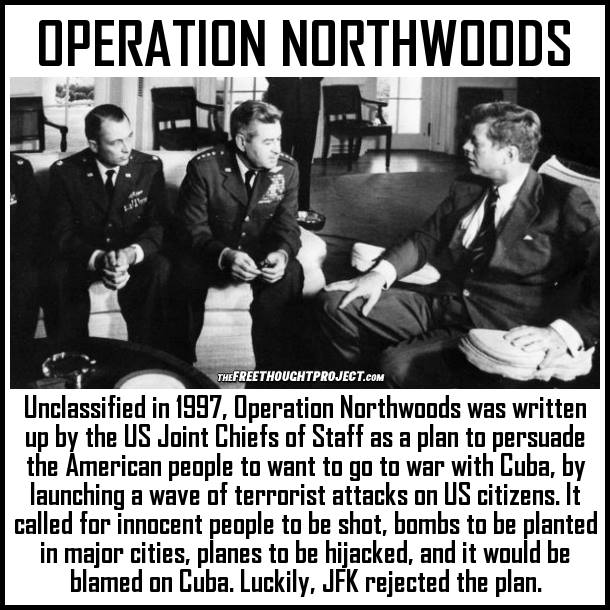 OPERATION NORTHWOODS
THEFREETHOUGHTPROJECT.COM
Unclassified in 1997, Operation Northwoods was written
up by the US Joint Chiefs of Staff as a plan to persuade
the American people to want to go to war with Cuba, by
launching a wave of terrorist attacks on US citizens. It
called for innocent people to be shot, bombs to be planted
in major cities, planes to be hijacked, and it would be
blamed on Cuba. Luckily, JFK rejected the plan.